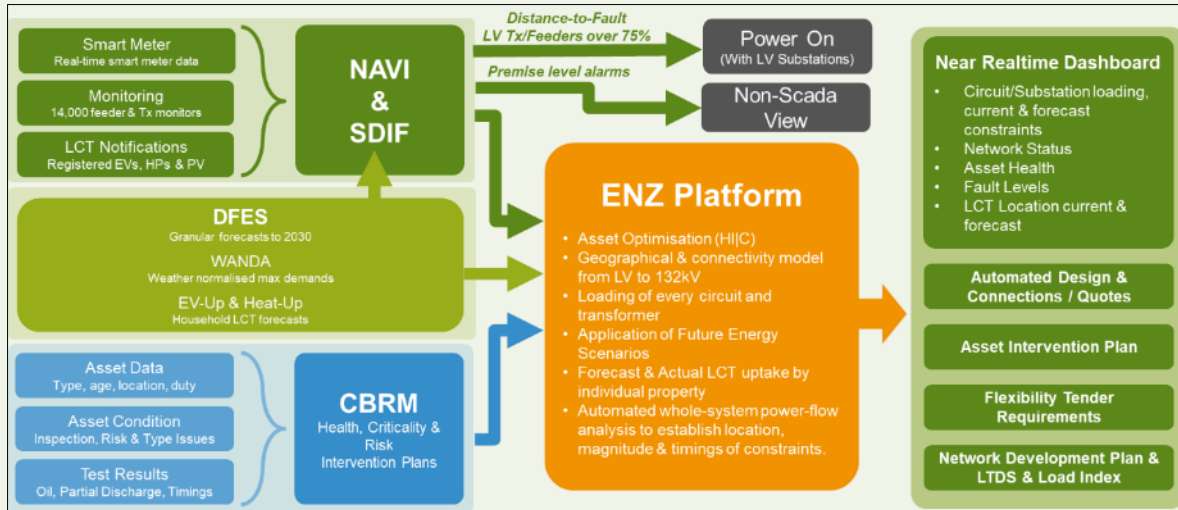 Smart Meter
Real-time smart meter data
Monitoring
14,000 feeder & Tx monitors
LCT Notifications
Registered EVs, HPs & PV
NAVI
&
SDIF
Distance-to-Fault
LV Tx/Feeders over 75%
Premise level alarms
Power On
(With LV Substations)
Non-Scada
View
DFES
Granular forecasts to 2030
WANDA
Weather normalised max demands
EV-Up & Heat-Up
Household LCT forecasts
Asset Data
Type, age, location, duty
Asset Condition
Inspection, Risk & Type Issues
Test Results
Oil, Partial Discharge, Timings
CBRM
Health, Criticality &
Risk
Intervention Plans
ENZ Platform
• Asset Optimisation (HI|C)
• Geographical & connectivity model
from LV to 132kV
• Loading of every circuit and
transformer
• Application of Future Energy
Scenarios
• Forecast & Actual LCT uptake by
individual property
• Automated whole-system power-flow
analysis to establish location,
magnitude & timings of constraints.
Near Realtime Dashboard
• Circuit/Substation loading,
current & forecast
constraints
• Network Status
• Asset Health
• Fault Levels
• LCT Location current &
forecast
Automated Design &
Connections / Quotes
Asset Intervention Plan
Flexibility Tender
Requirements
Network Development Plan &
LTDS & Load Index